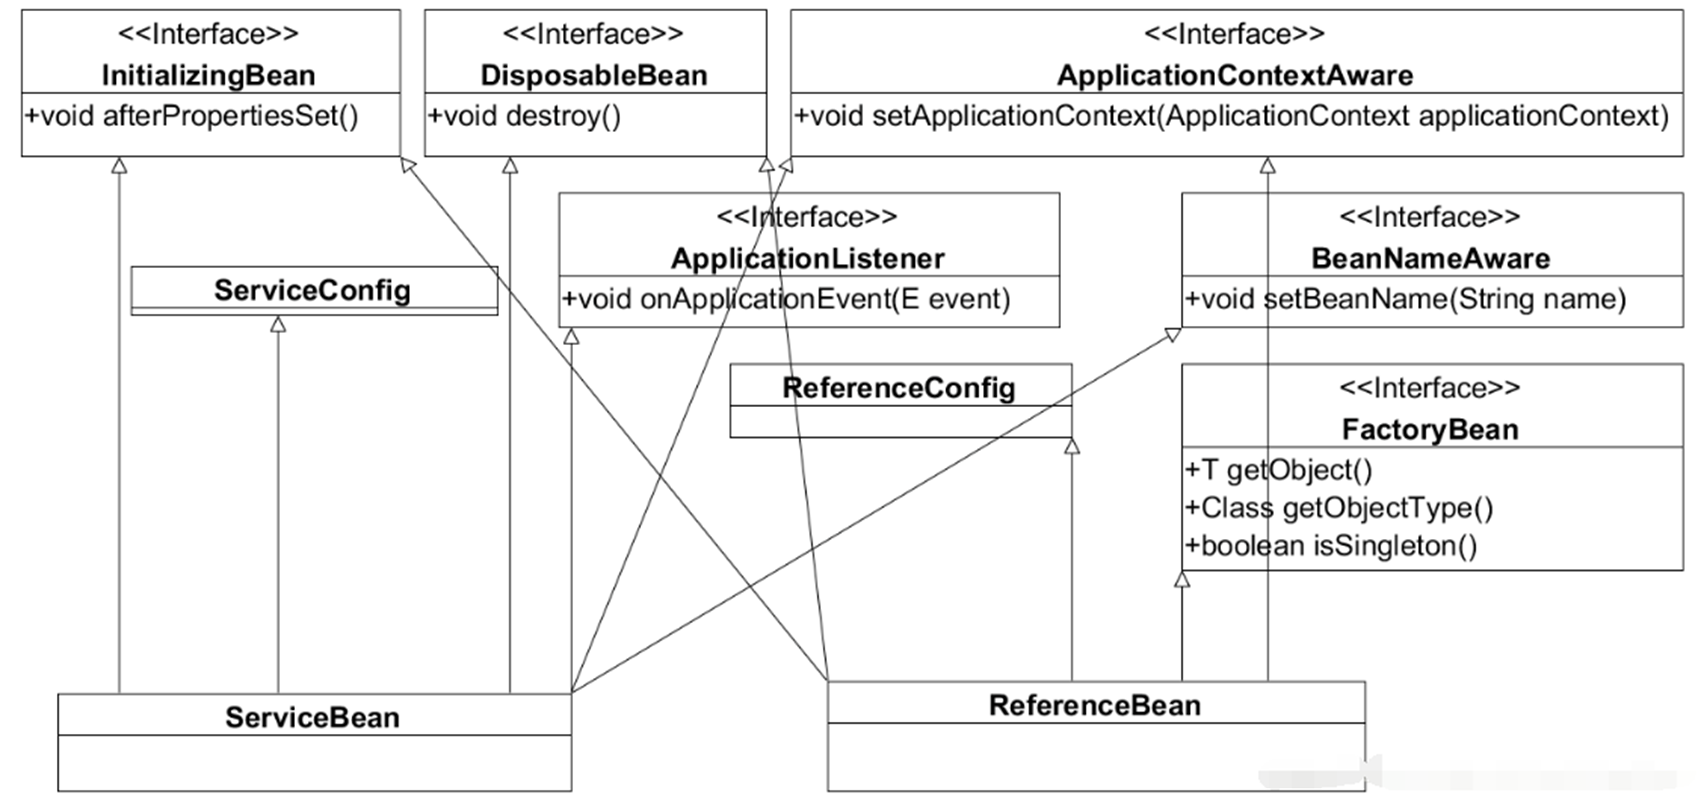 <<Interface>>
InitializingBean
+void afterPropertiesSet()
<<Interface>>
DisposableBean
+void destroy()
<<Interface>>
ApplicationContextAware
+void setApplicationContext(ApplicationContext applicationContext)
ServiceConfig
<<Interface>>
ApplicationListener
+void onApplicationEvent(E event)
<<Interface>>
BeanNameAware
+void setBeanName(String name)
ReferenceConfig
<<Interface>>
FactoryBean
+T getObject()
+Class getObjectType()
+boolean isSingleton()
ServiceBean
ReferenceBean